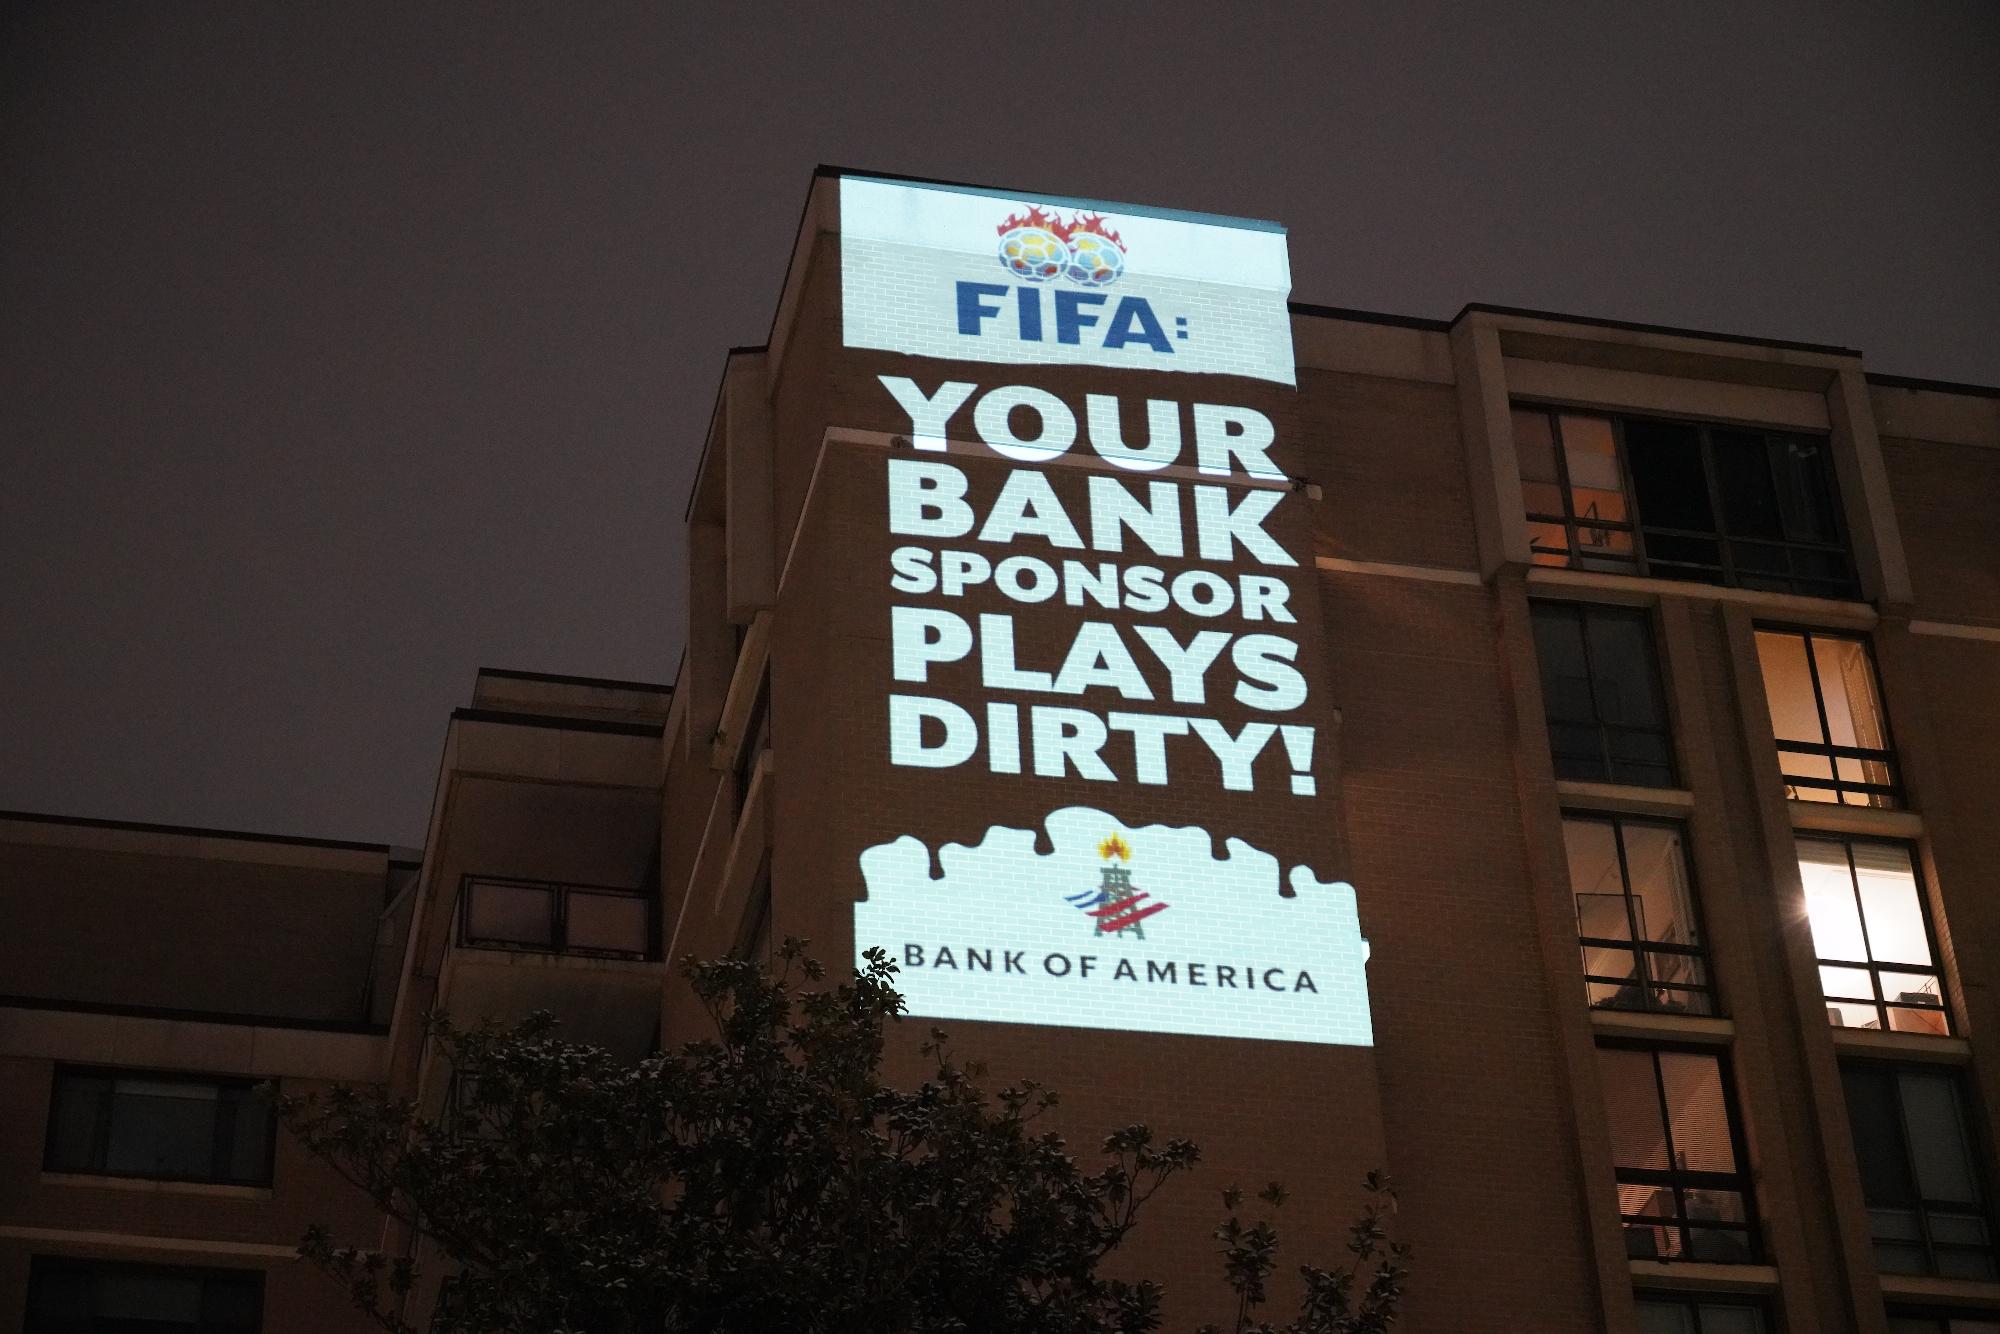 FIFA:
YOUR
BANK
SPONSOR
PLAYS
DIRTY!
BANK OF AMERICA